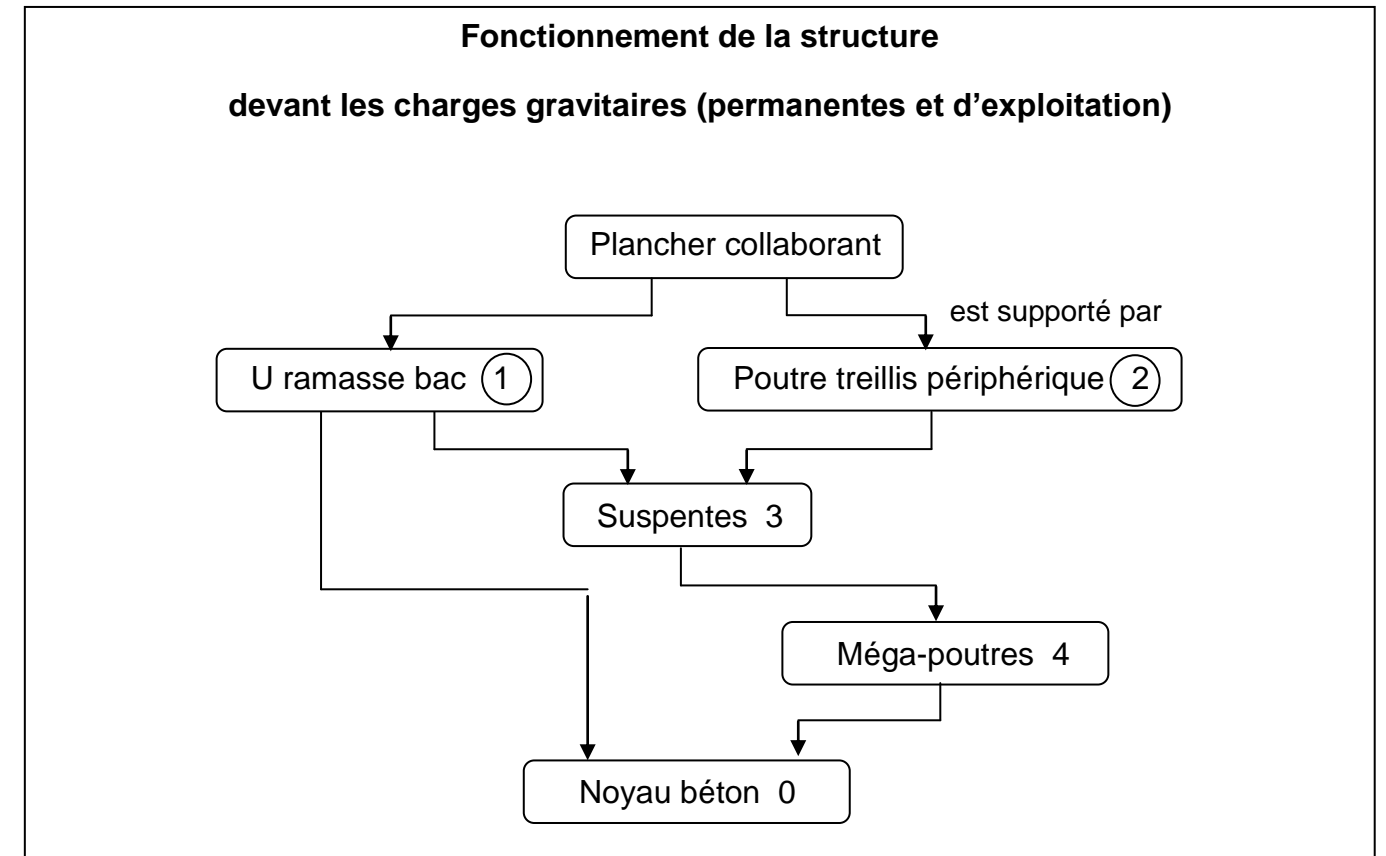 Fonctionnement de la structure
devant les charges gravitaires (permanentes et d'exploitation)
Plancher collaborant
est supporté par
U ramasse bac 1
Poutre treillis périphérique 2
Suspentes 3
Méga-poutres 4
Noyau béton 0